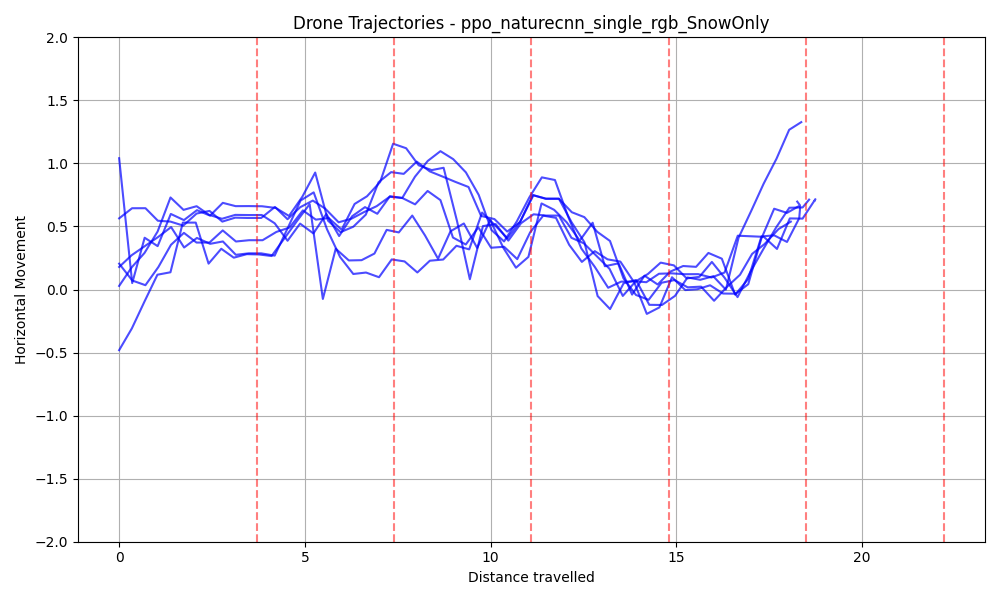 Drone Trajectories - ppo_naturecnn_single_rgb_SnowOnly
2.0
1.5
1.0
0.5
0.0
−0.5
−1.0
−1.5
−2.0
Horizontal Movement
0 5 10 15 20
Distance travelled